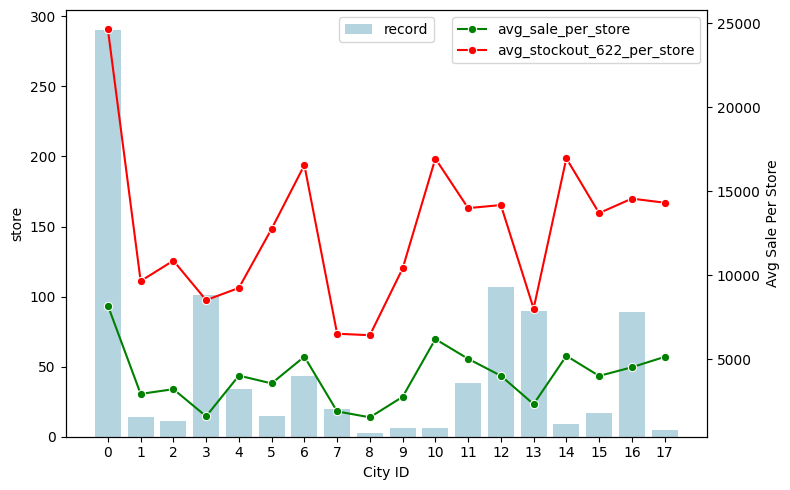 record
avg_sale_per_store
avg_stockout_622_per_store
store
300
250
200
150
100
50
0
25000
20000
15000
10000
5000
Avg Sale Per Store
0 1 2 3 4 5 6 7 8 9 10 11 12 13 14 15 16 17
City ID